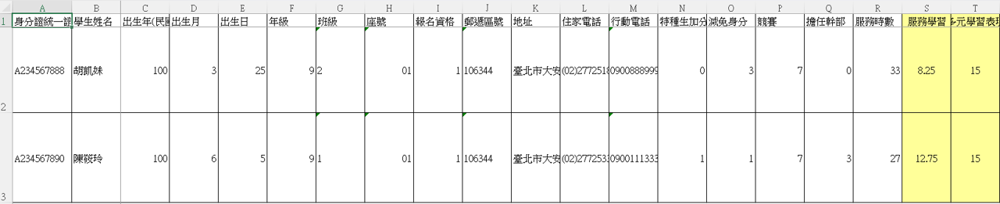 A B C D E F G H I J K L M N O P Q R S T
1 身分證統一證 學生姓名 出生年(民國 出生月 出生日 年級 班級 座號 報名資格 郵遞區號 地址 住家電話 行動電話 特種生加分 減免身分 競賽 擔任幹部 服務時數 服務學習 多元學習表現
2 A234567888 胡凱妹 100 3 25 9 2 01 1 106344 臺北市大安 (02)2772518 0900888999 0 3 7 0 33 8.25 15
3 A234567890 陳筱玲 100 6 5 9 1 01 1 106344 臺北市大安 (02)2772533 0900111333 1 1 7 3 27 12.75 15